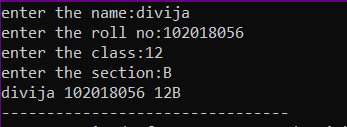 enter the name:divija
enter the roll no:102018056
enter the class:12
enter the section:B
divija 102018056 12B
--------------------------------